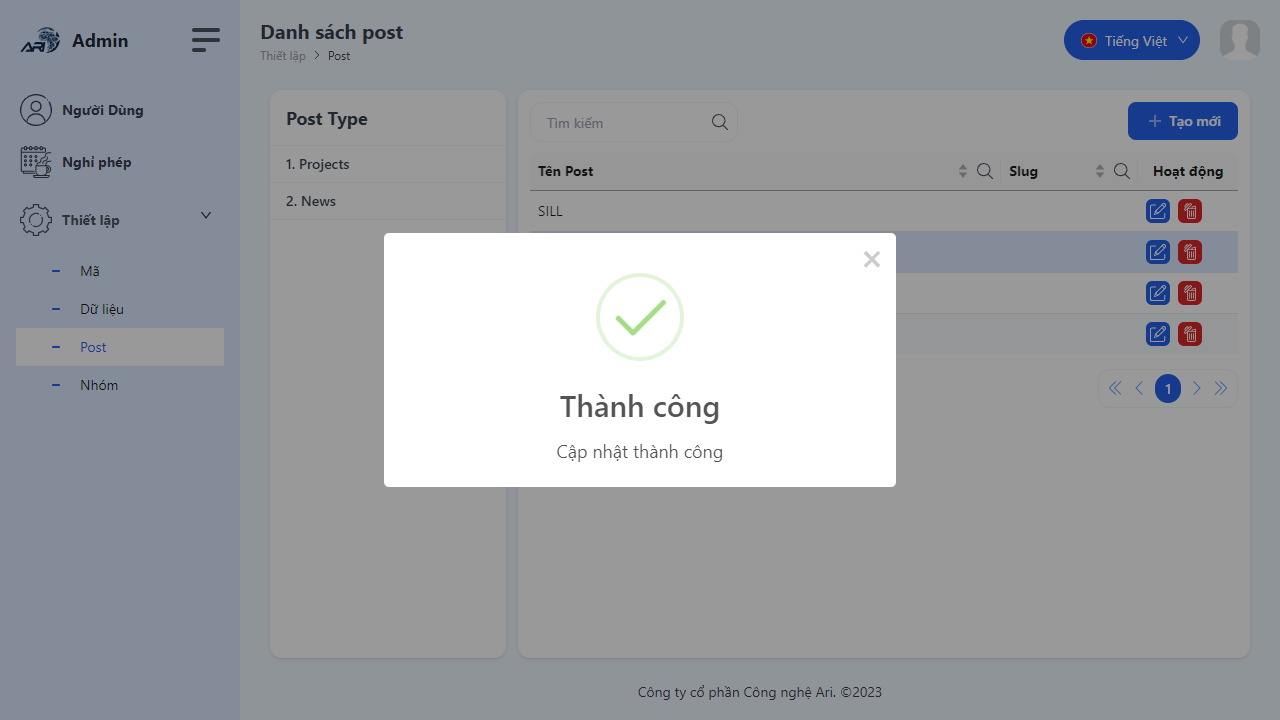 ARI Admin
Người Dùng
Nghỉ phép
Thiết lập
Mã
Dữ liệu
Post
Nhóm
Danh sách post
Thiết lập > Post
Tiếng Việt
Post Type
1. Projects
2. News
Tìm kiếm
Tạo mới
Tên Post Slug Hoạt động
SILL
×
Thành công
Cập nhật thành công
1
Công ty cổ phần Công nghệ Ari. ©2023